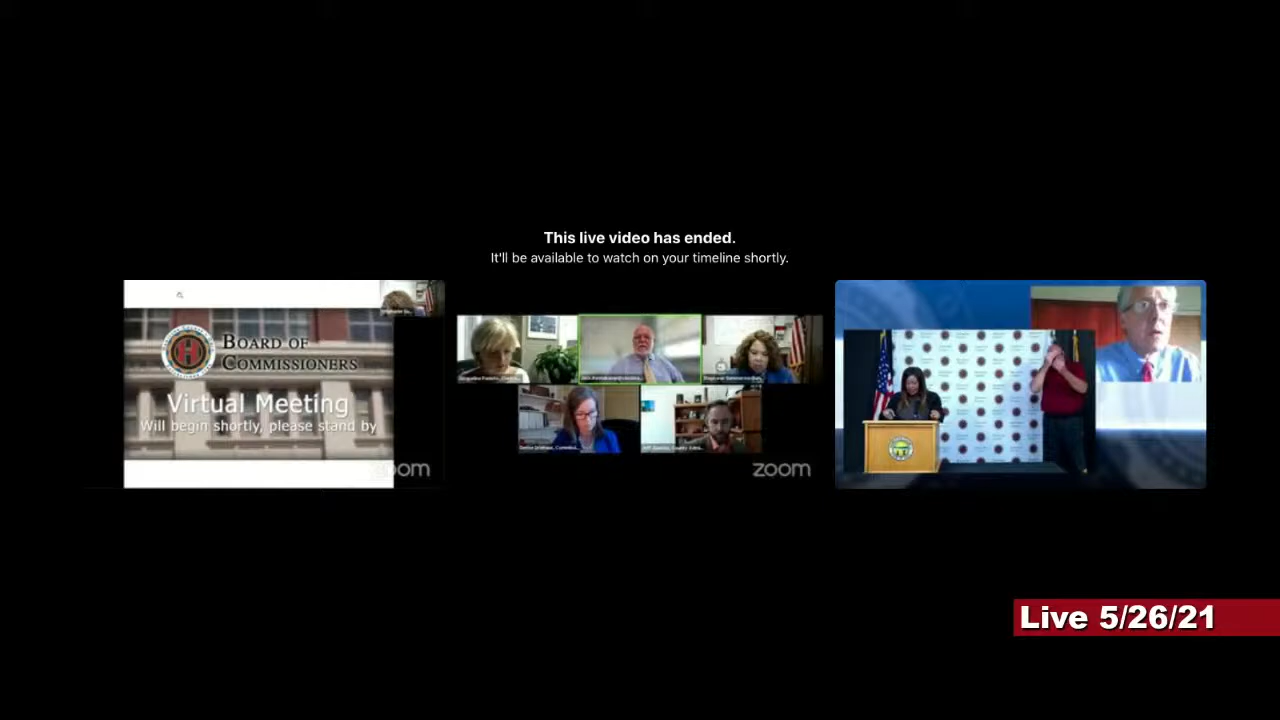 This live video has ended.
It'll be available to watch on your timeline shortly.
BOARD OF
COMMISSIONERS
Virtual Meeting
Will begin shortly, please stand by
zoom
zoom
Live 5/26/21